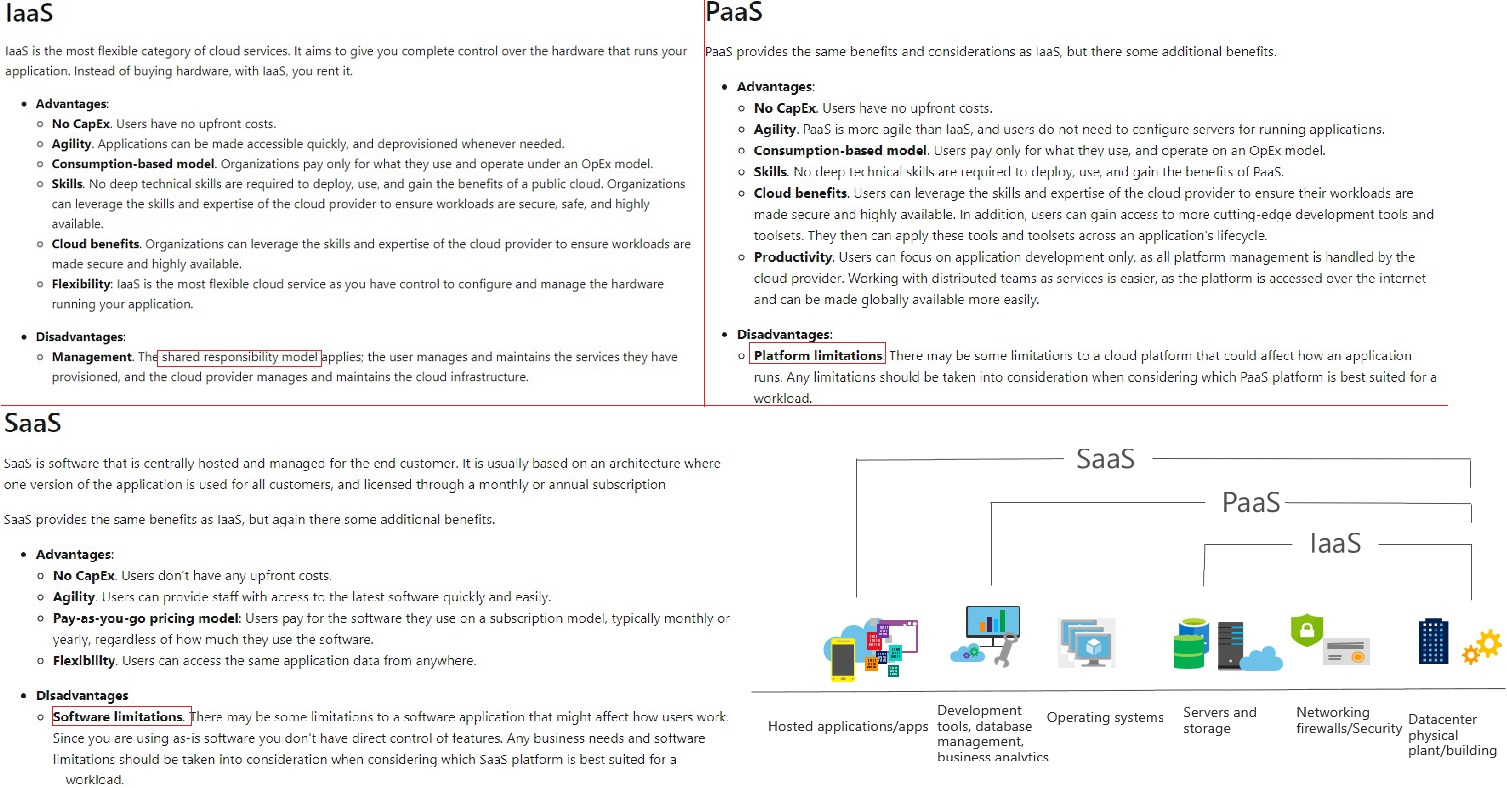 IaaS
IaaS is the most flexible category of cloud services. It aims to give you complete control over the hardware that runs your
application. Instead of buying hardware, with IaaS, you rent it.
• Advantages:
o No CapEx. Users have no upfront costs.
o Agility. Applications can be made accessible quickly, and deprovisioned whenever needed.
o Consumption-based model. Organizations pay only for what they use and operate under an OpEx model.
o Skills. No deep technical skills are required to deploy, use, and gain the benefits of a public cloud. Organizations
can leverage the skills and expertise of the cloud provider to ensure workloads are secure, safe, and highly
available.
o Cloud benefits. Organizations can leverage the skills and expertise of the cloud provider to ensure workloads are
made secure and highly available.
o Flexibility: IaaS is the most flexible cloud service as you have control to configure and manage the hardware
running your application.
• Disadvantages:
o Management. The shared responsibility model applies; the user manages and maintains the services they have
provisioned, and the cloud provider manages and maintains the cloud infrastructure.
PaaS
PaaS provides the same benefits and considerations as IaaS, but there some additional benefits.
• Advantages:
o No CapEx. Users have no upfront costs.
o Agility. PaaS is more agile than IaaS, and users do not need to configure servers for running applications.
o Consumption-based model. Users pay only for what they use, and operate on an OpEx model.
o Skills. No deep technical skills are required to deploy, use, and gain the benefits of PaaS.
o Cloud benefits. Users can leverage the skills and expertise of the cloud provider to ensure their workloads are
made secure and highly available. In addition, users can gain access to more cutting-edge development tools and
toolsets. They then can apply these tools and toolsets across an application's lifecycle.
o Productivity. Users can focus on application development only, as all platform management is handled by the
cloud provider. Working with distributed teams as services is easier, as the platform is accessed over the internet
and can be made globally available more easily.
• Disadvantages:
o Platform limitations. There may be some limitations to a cloud platform that could affect how an application
runs. Any limitations should be taken into consideration when considering which PaaS platform is best suited for a
workload.
SaaS
SaaS is software that is centrally hosted and managed for the end customer. It is usually based on an architecture where
one version of the application is used for all customers, and licensed through a monthly or annual subscription
SaaS provides the same benefits as IaaS, but again there some additional benefits.
• Advantages:
o No CapEx. Users don't have any upfront costs.
o Agility. Users can provide staff with access to the latest software quickly and easily.
o Pay-as-you-go pricing model: Users pay for the software they use on a subscription model, typically monthly or
yearly, regardless of how much they use the software.
o Flexibility. Users can access the same application data from anywhere.
• Disadvantages
o Software limitations. There may be some limitations to a software application that might affect how users work.
Since you are using as-is software you don't have direct control of features. Any business needs and software
limitations should be taken into consideration when considering which SaaS platform is best suited for a
workload.
SaaS
PaaS
IaaS
Hosted applications/apps
Development
tools, database
management,
business analytics
Operating systems
Servers and
storage
Networking
firewalls/Security
Datacenter
physical
plant/building